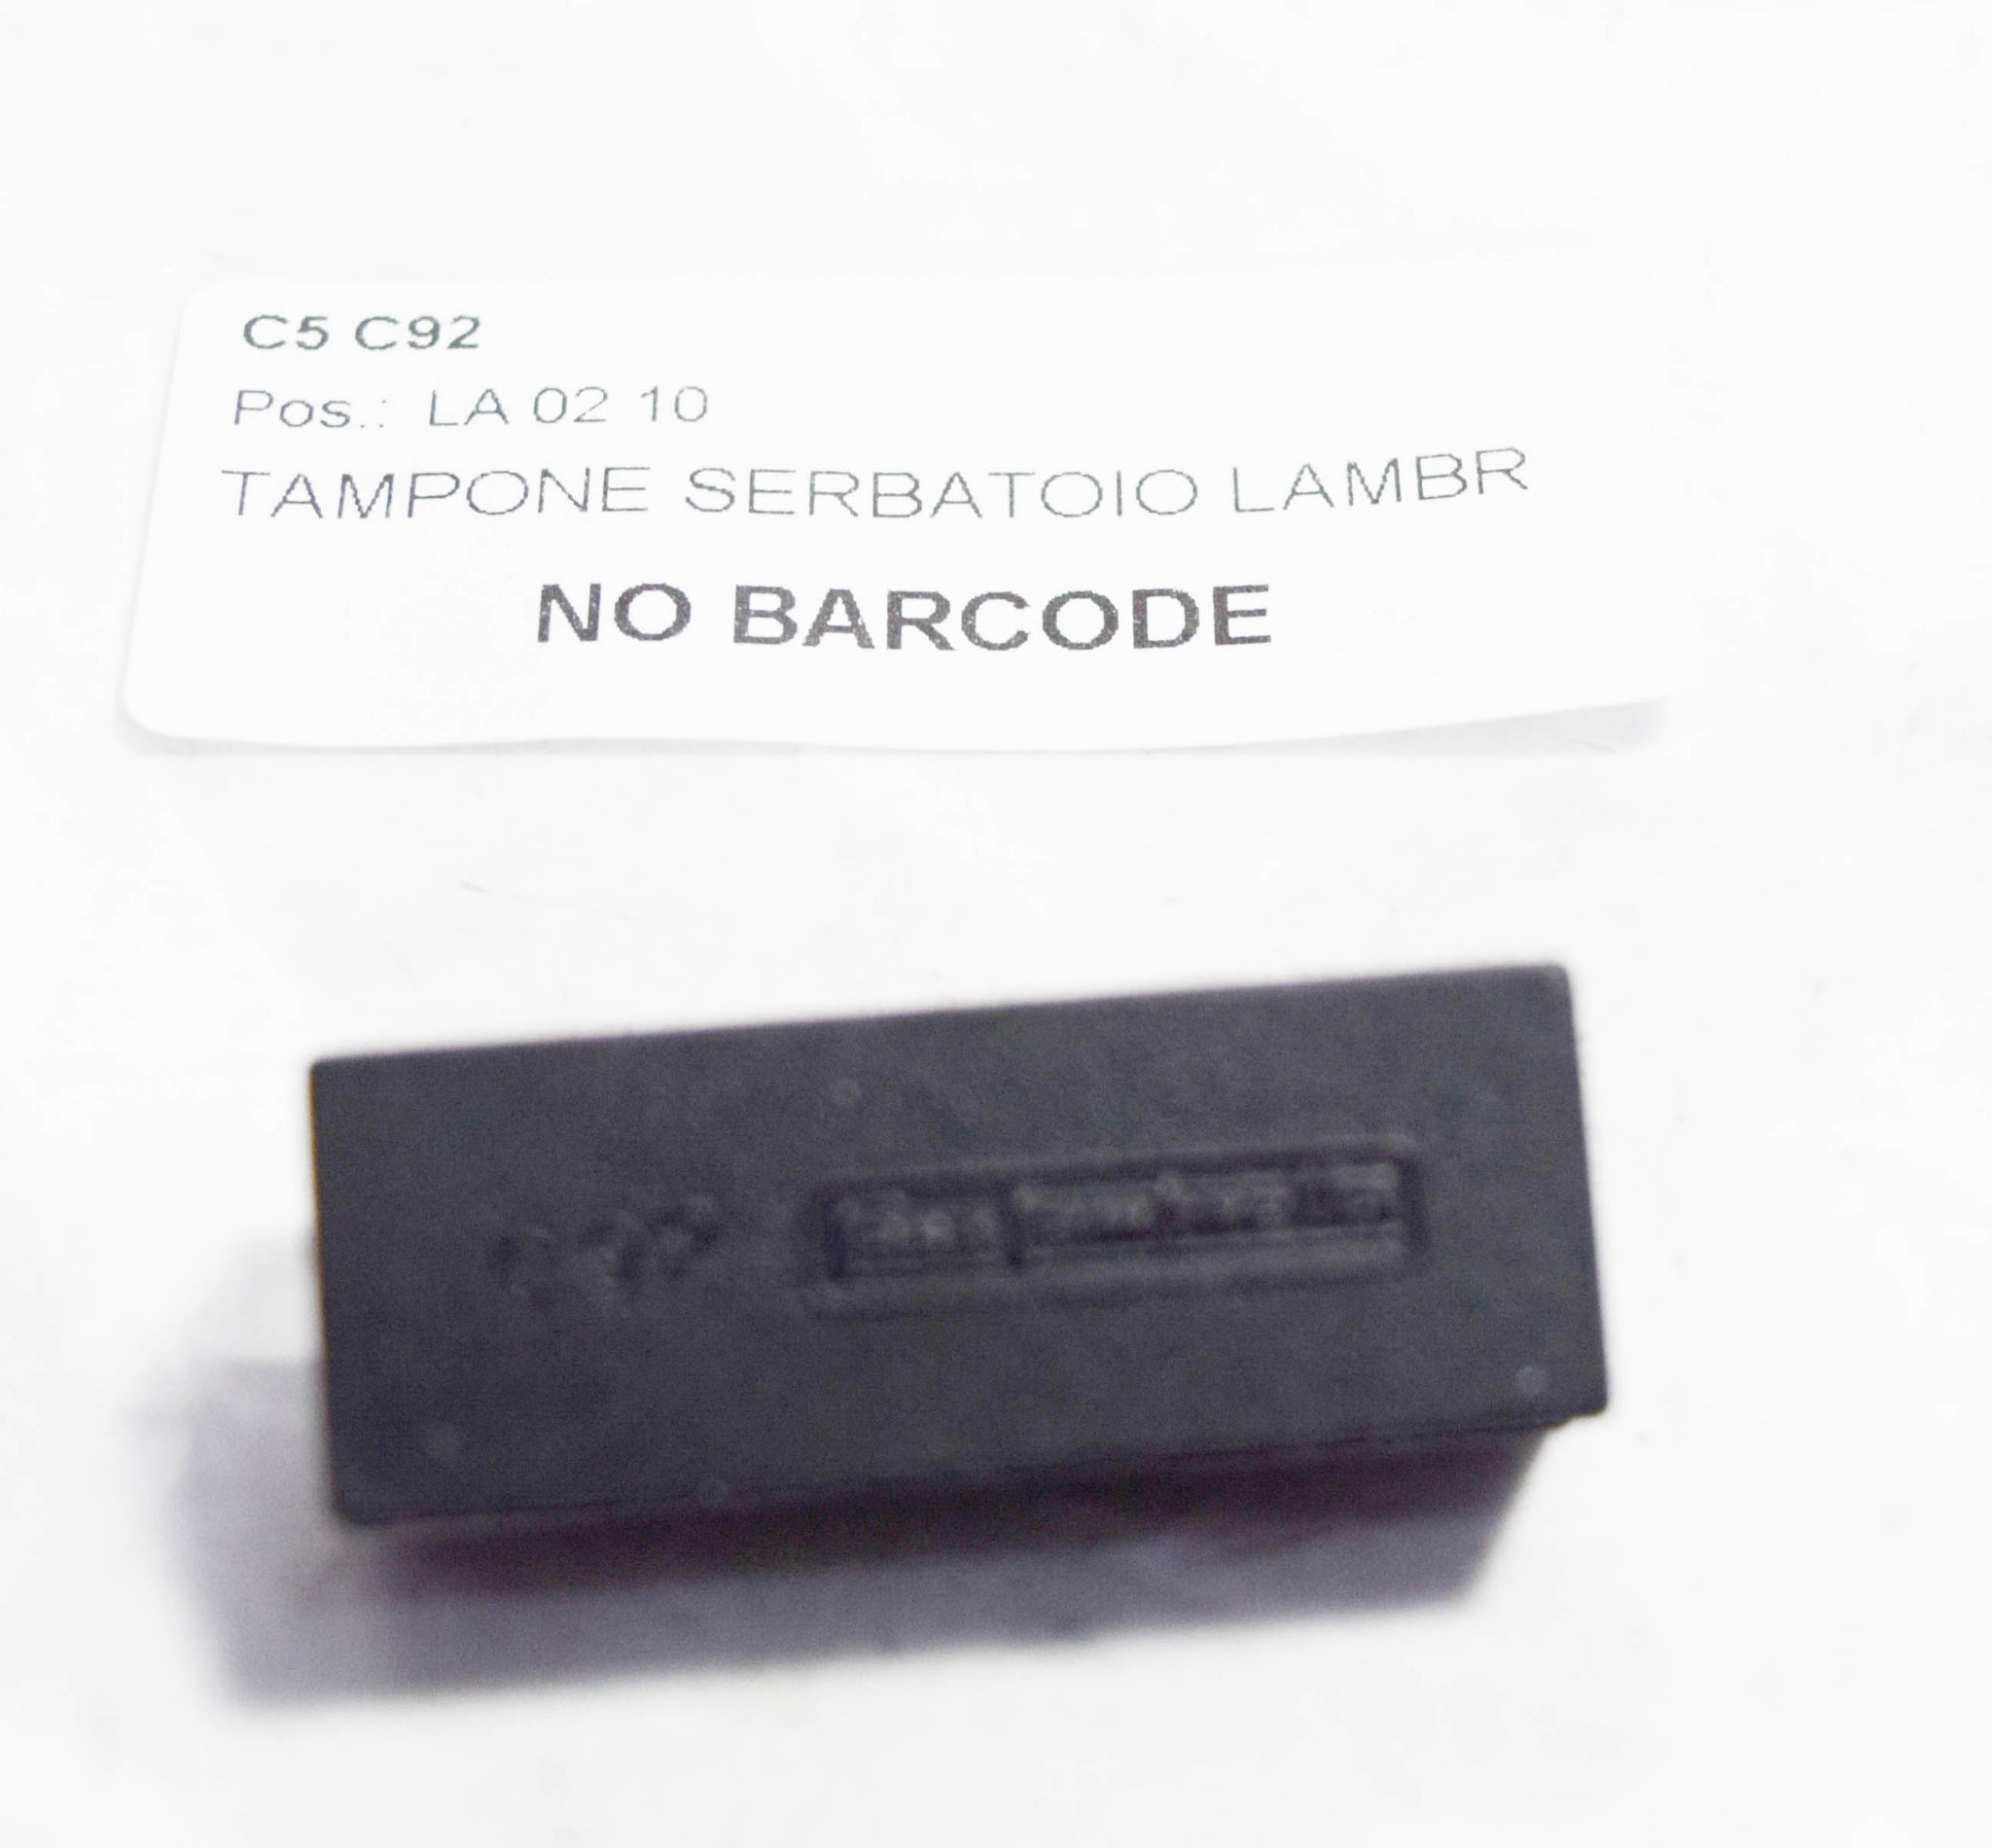 C5 C92
Pos.: LA 02 10
TAMPONE SERBATOIO LAMBR
NO BARCODE